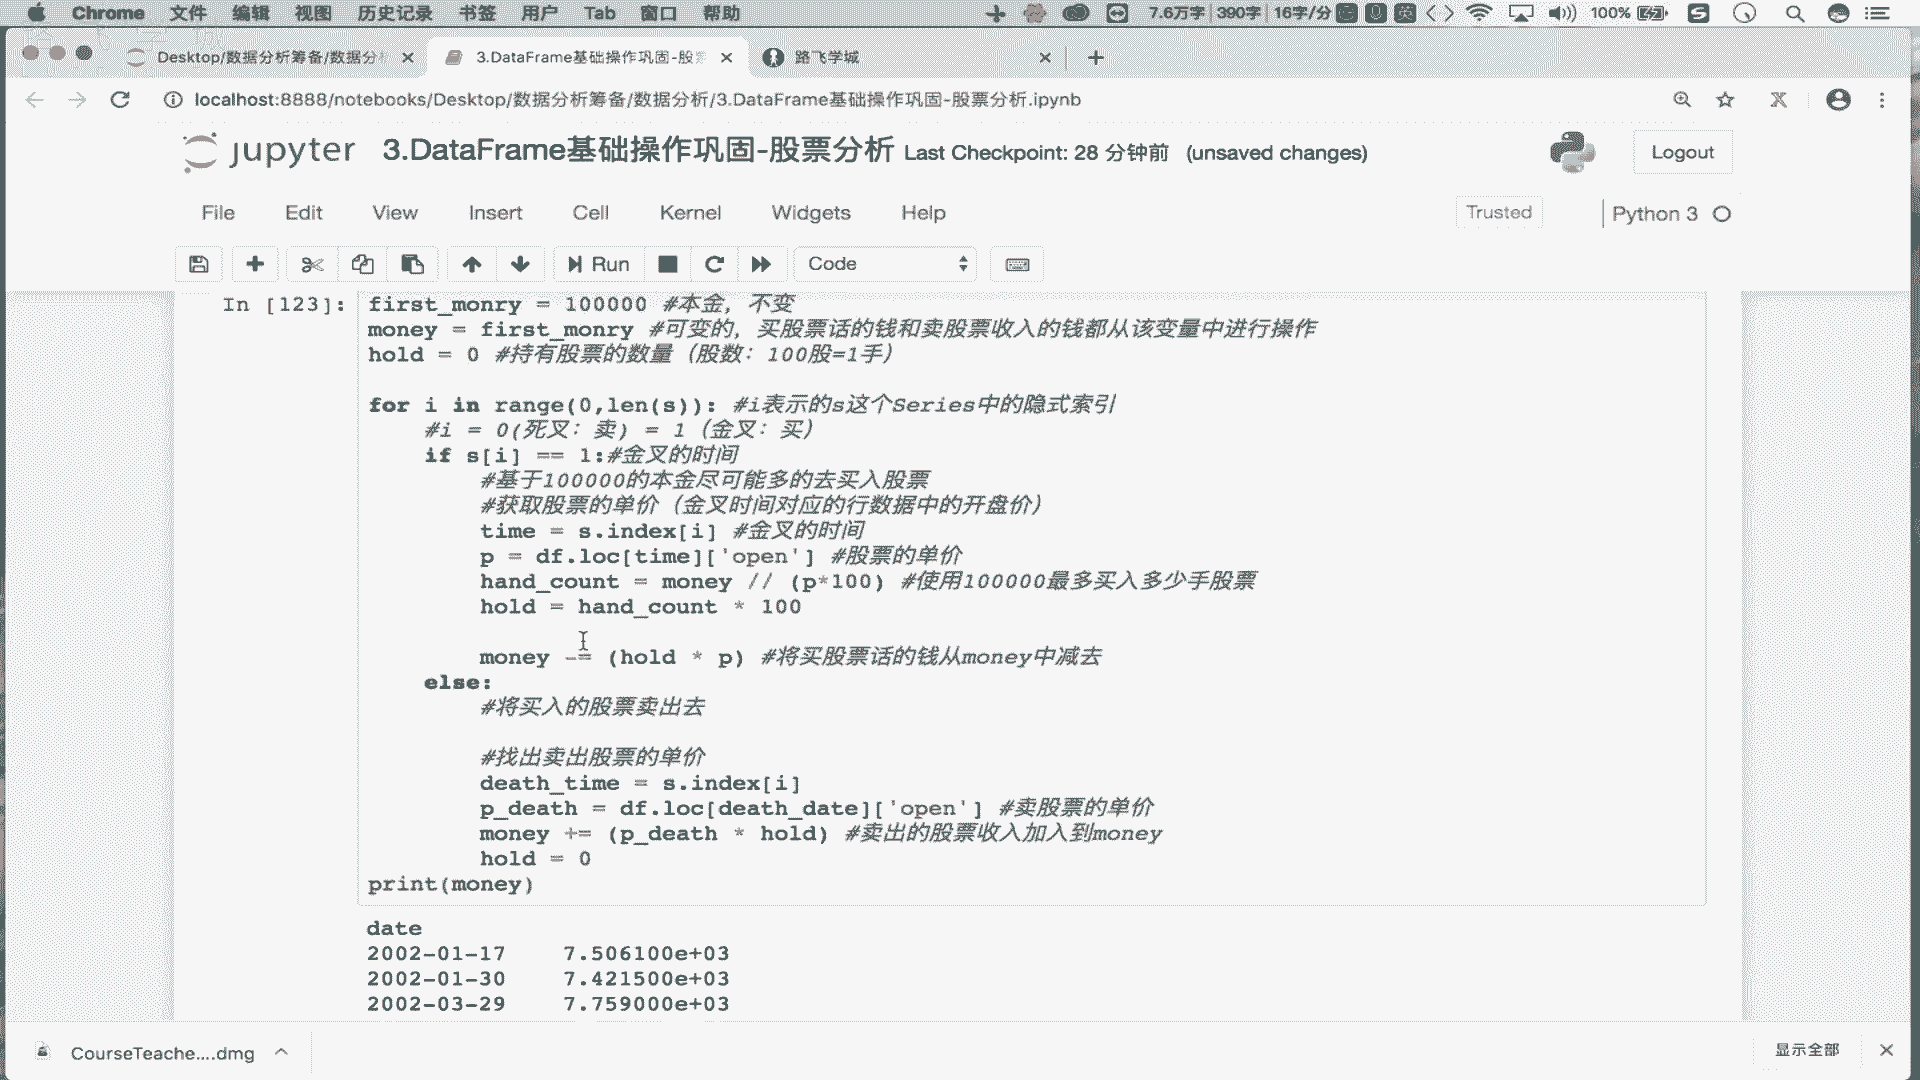 Chrome 文件 编辑 视图 历史记录 书签 用户 Tab 窗口 帮助 7.6万字 390字 16字/分 英 100%
Desktop/数据分析筹备/数据分析 3.DataFrame基础操作巩固-股票 路飞学城
localhost:8888/notebooks/Desktop/数据分析筹备/数据分析/3.DataFrame基础操作巩固-股票分析.ipynb
jupyter 3.DataFrame基础操作巩固-股票分析 Last Checkpoint: 28 分钟前 (unsaved changes) Logout
File Edit View Insert Cell Kernel Widgets Help Trusted Python 3
Run Code
In [123]: first_monry = 100000 #本金，不变
money = first_monry #可变的，买股票话的钱和卖股票收入的钱都从该变量中进行操作
hold = 0 #持有股票的数量（股数：100股=1手）
for i in range(0,len(s)): #i表示的s这个Series中的隐式索引
#i = 0(死叉：卖) = 1（金叉：买）
if s[i] == 1:#金叉的时间
#基于100000的本金尽可能多的去买入股票
#获取股票的单价（金叉时间对应的行数据中的开盘价）
time = s.index[i] #金叉的时间
p = df.loc[time]['open'] #股票的单价
hand_count = money // (p*100) #使用100000最多买入多少手股票
hold = hand_count * 100
money -= (hold * p) #将买股票话的钱从money中减去
else:
#将买入的股票卖出去
#找出卖出股票的单价
death_time = s.index[i]
p_death = df.loc[death_date]['open'] #卖股票的单价
money += (p_death * hold) #卖出的股票收入加入到money
hold = 0
print(money)
date
2002-01-17 7.506100e+03
2002-01-30 7.421500e+03
2002-03-29 7.759000e+03
CourseTeache....dmg 显示全部